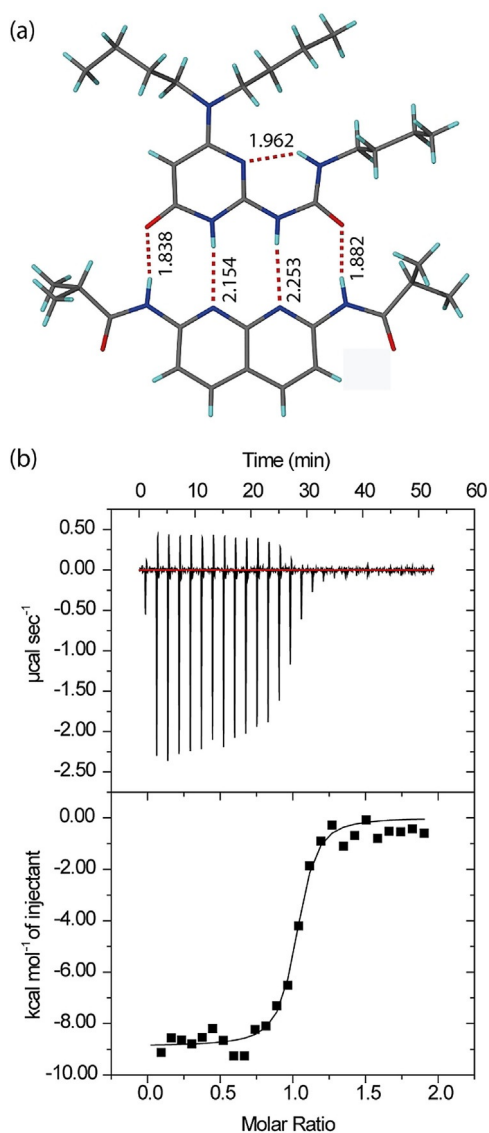 (a)
1.962
1.838
2.154
2.253
1.882
(b)
Time (min)
0 10 20 30 40 50 60
0.50
0.00
-0.50
-1.00
-1.50
-2.00
-2.50
µcal sec⁻¹
0.00
-2.00
-4.00
-6.00
-8.00
-10.00
kcal mol⁻¹ of injectant
0.0 0.5 1.0 1.5 2.0
Molar Ratio